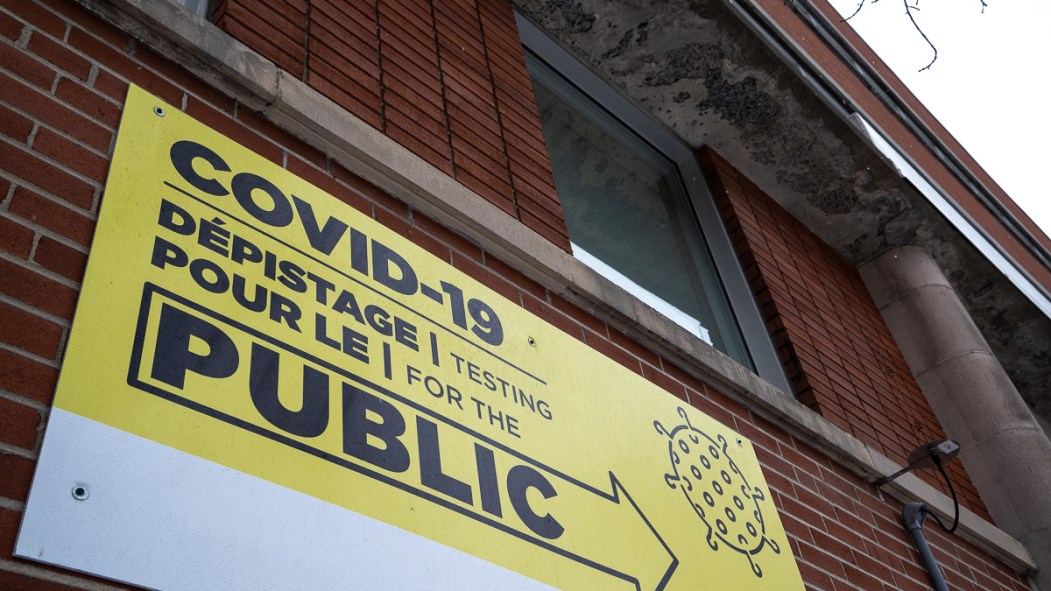 COVID-19
DÉPISTAGE | TESTING
POUR LE | FOR THE
PUBLIC